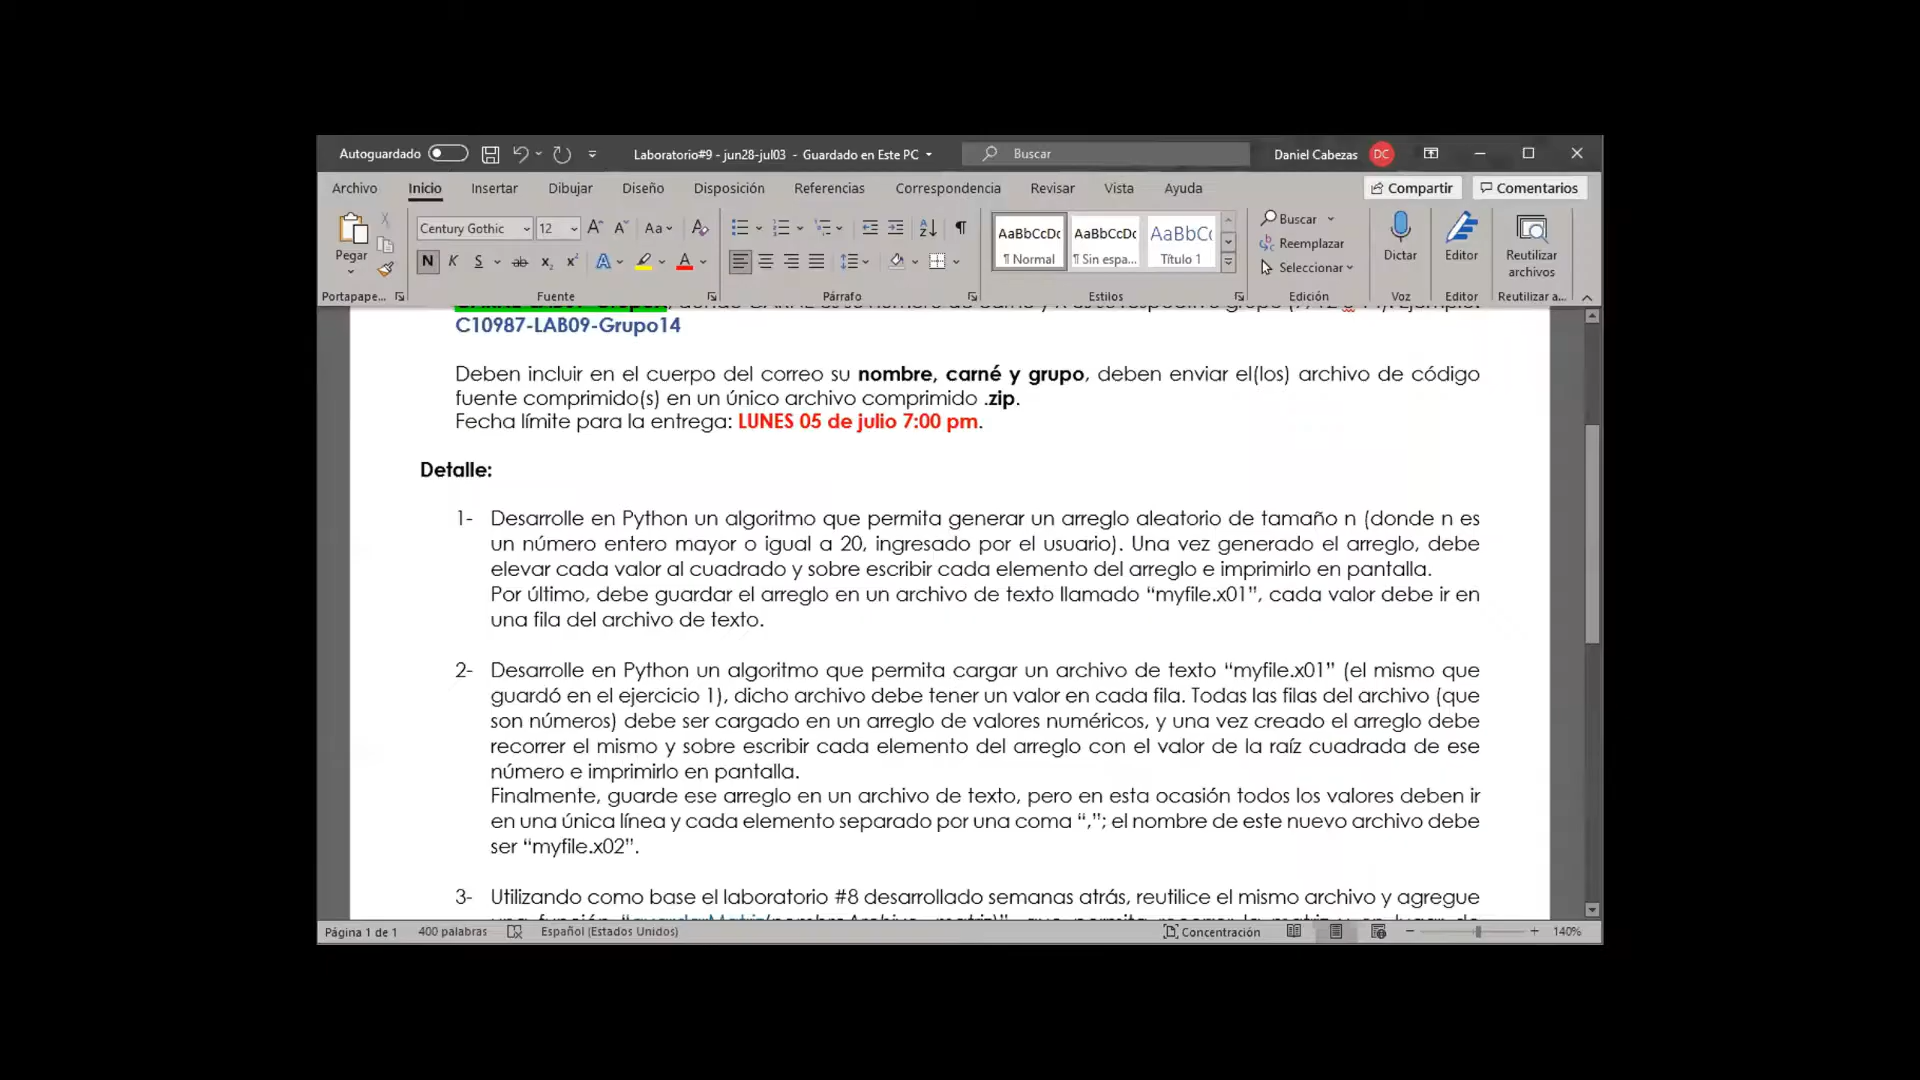 Autoguardado Laboratorio#9 - jun28-jul03 - Guardado en Este PC Buscar Daniel Cabezas DC
Archivo Inicio Insertar Dibujar Diseño Disposición Referencias Correspondencia Revisar Vista Ayuda Compartir Comentarios
Pegar
Century Gothic 12 Aa
N K S ab x₂ x² A A
AaBbCcDc AaBbCcDc AaBbC
¶ Normal ¶ Sin espa... Título 1
Buscar
Reemplazar
Seleccionar
Dictar
Editor
Reutilizar
archivos
Portapape... Fuente Párrafo Estilos Edición Voz Editor Reutilizar a...
C10987-LAB09-Grupo14
Deben incluir en el cuerpo del correo su nombre, carné y grupo, deben enviar el(los) archivo de código
fuente comprimido(s) en un único archivo comprimido .zip.
Fecha límite para la entrega: LUNES 05 de julio 7:00 pm.
Detalle:
1- Desarrolle en Python un algoritmo que permita generar un arreglo aleatorio de tamaño n (donde n es
un número entero mayor o igual a 20, ingresado por el usuario). Una vez generado el arreglo, debe
elevar cada valor al cuadrado y sobre escribir cada elemento del arreglo e imprimirlo en pantalla.
Por último, debe guardar el arreglo en un archivo de texto llamado “myfile.x01”, cada valor debe ir en
una fila del archivo de texto.
2- Desarrolle en Python un algoritmo que permita cargar un archivo de texto “myfile.x01” (el mismo que
guardó en el ejercicio 1), dicho archivo debe tener un valor en cada fila. Todas las filas del archivo (que
son números) debe ser cargado en un arreglo de valores numéricos, y una vez creado el arreglo debe
recorrer el mismo y sobre escribir cada elemento del arreglo con el valor de la raíz cuadrada de ese
número e imprimirlo en pantalla.
Finalmente, guarde ese arreglo en un archivo de texto, pero en esta ocasión todos los valores deben ir
en una única línea y cada elemento separado por una coma “,”; el nombre de este nuevo archivo debe
ser “myfile.x02”.
3- Utilizando como base el laboratorio #8 desarrollado semanas atrás, reutilice el mismo archivo y agregue
Página 1 de 1 400 palabras Español (Estados Unidos) Concentración 140%